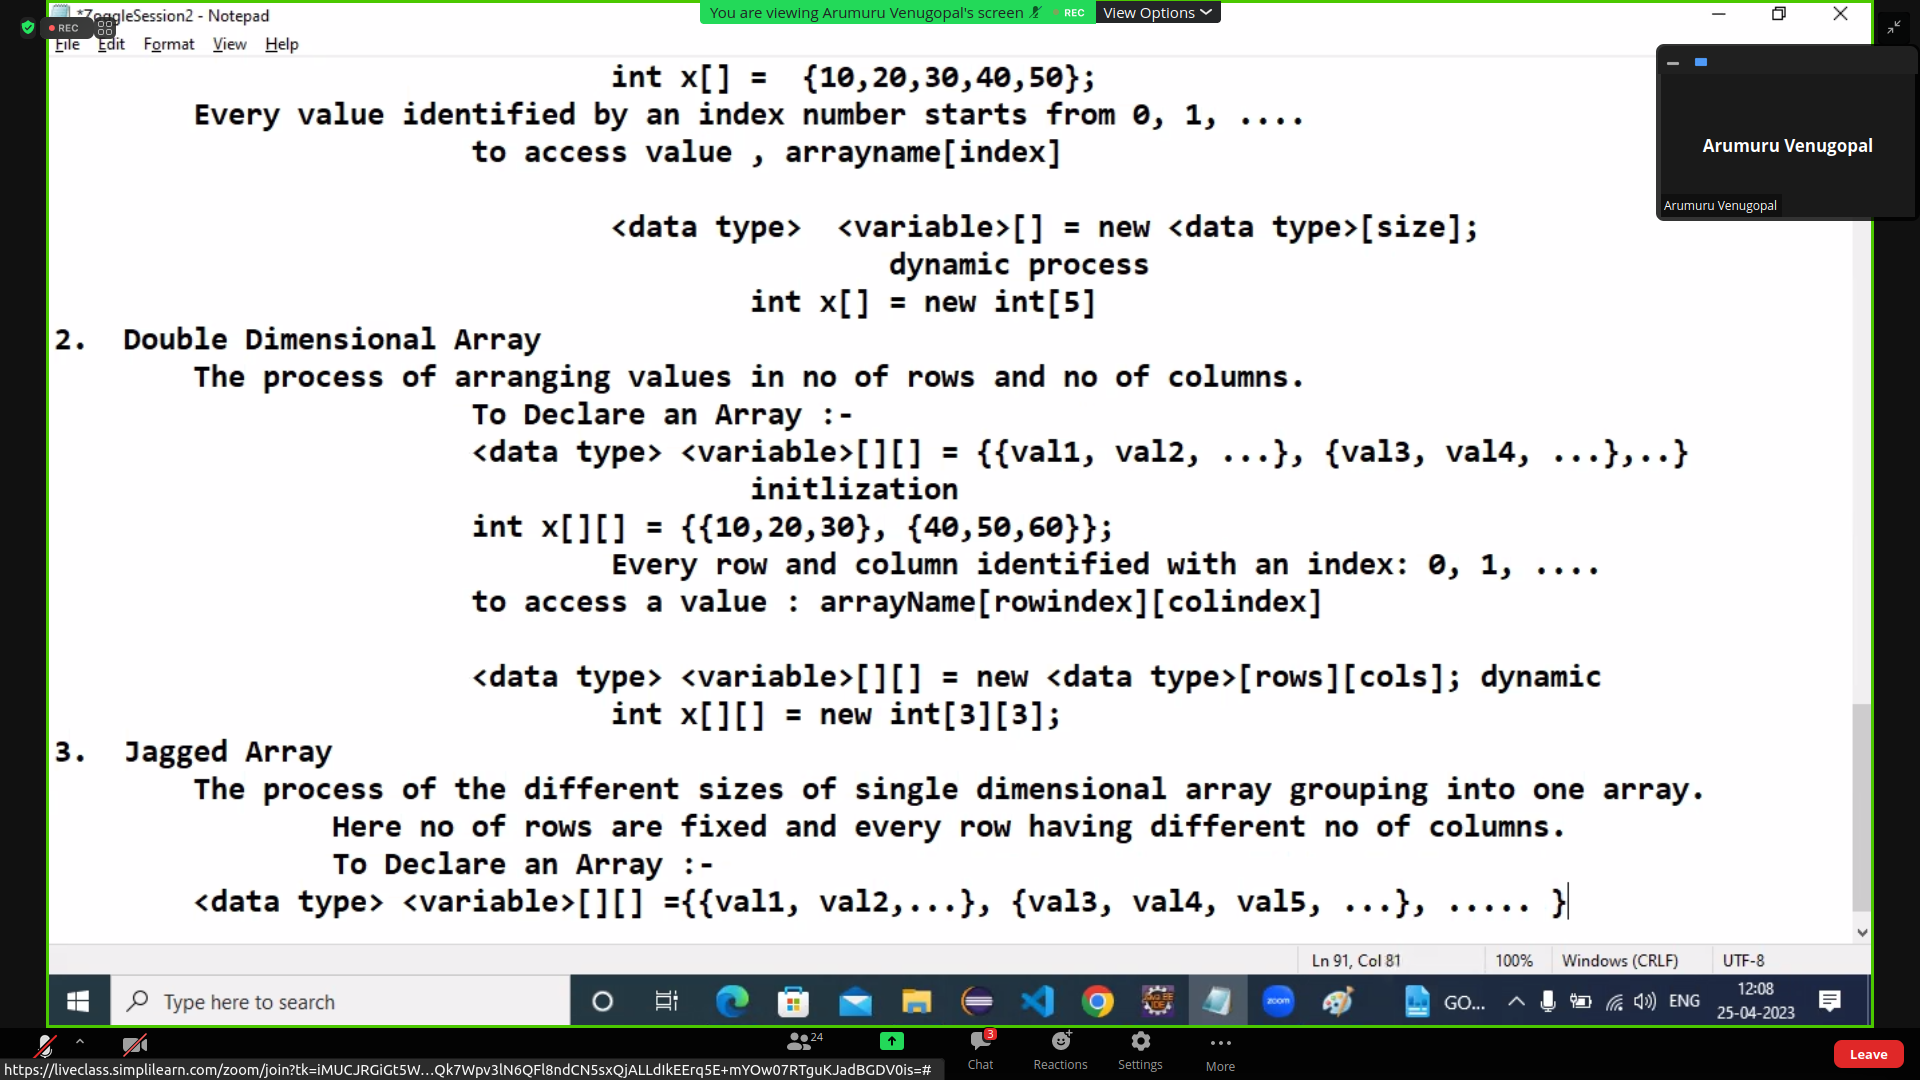 *ZoggleSession2 - Notepad
You are viewing Arumuru Venugopal's screen
REC
View Options
REC
File Edit Format View Help
int x[] =  {10,20,30,40,50};
Every value identified by an index number starts from 0, 1, ....
to access value , arrayname[index]
<data type>  <variable>[] = new <data type>[size];
dynamic process
int x[] = new int[5]
2.  Double Dimensional Array
The process of arranging values in no of rows and no of columns.
To Declare an Array :-
<data type> <variable>[][] = {{val1, val2, ...}, {val3, val4, ...},..}
initlization
int x[][] = {{10,20,30}, {40,50,60}};
Every row and column identified with an index: 0, 1, ....
to access a value : arrayName[rowindex][colindex]
<data type> <variable>[][] = new <data type>[rows][cols]; dynamic
int x[][] = new int[3][3];
3.  Jagged Array
The process of the different sizes of single dimensional array grouping into one array.
Here no of rows are fixed and every row having different no of columns.
To Declare an Array :-
<data type> <variable>[][] ={{val1, val2,...}, {val3, val4, val5, ...}, ..... }
Arumuru Venugopal
Arumuru Venugopal
Ln 91, Col 81
100%
Windows (CRLF)
UTF-8
Type here to search
zoom
GO...
ENG
12:08
25-04-2023
24
3
Chat
Reactions
Settings
More
Leave
https://liveclass.simplilearn.com/zoom/join?tk=iMUCJRGiGt5W...Qk7Wpv3lN6QFl8ndCN5sxQjALLdIkEErq5E+mYOw07RTguKJadBGDV0is=#